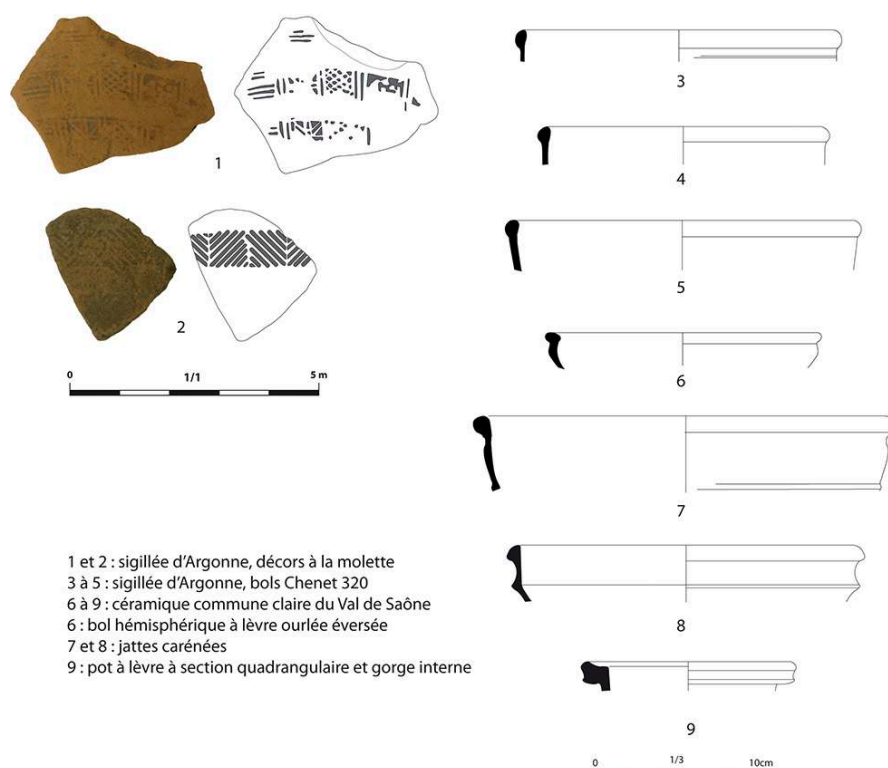 1
2
0 1/1 5 m
1 et 2 : sigillée d’Argonne, décors à la molette
3 à 5 : sigillée d’Argonne, bols Chenet 320
6 à 9 : céramique commune claire du Val de Saône
6 : bol hémisphérique à lèvre ourlée éversée
7 et 8 : jattes carénées
9 : pot à lèvre à section quadrangulaire et gorge interne
3
4
5
6
7
8
9
0 1/3 10cm